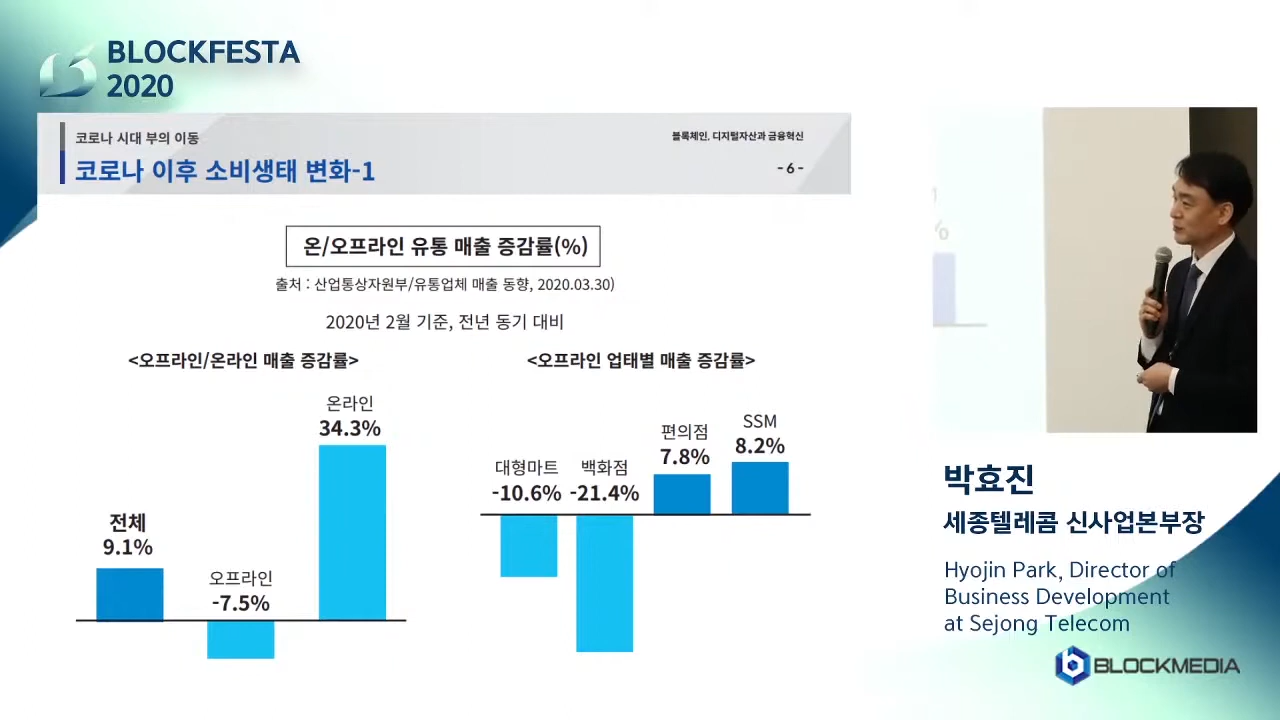 BLOCKFESTA
2020
코로나 시대 부의 이동
블록체인, 디지털자산과 금융혁신
코로나 이후 소비생태 변화-1
- 6 -
온/오프라인 유통 매출 증감률(%)
출처 : 산업통상자원부/유통업체 매출 동향, 2020.03.30)
2020년 2월 기준, 전년 동기 대비
<오프라인/온라인 매출 증감률>
전체
9.1%
오프라인
-7.5%
온라인
34.3%
<오프라인 업태별 매출 증감률>
대형마트
-10.6%
백화점
-21.4%
편의점
7.8%
SSM
8.2%
%
박효진
세종텔레콤 신사업본부장
Hyojin Park, Director of
Business Development
at Sejong Telecom
BLOCKMEDIA